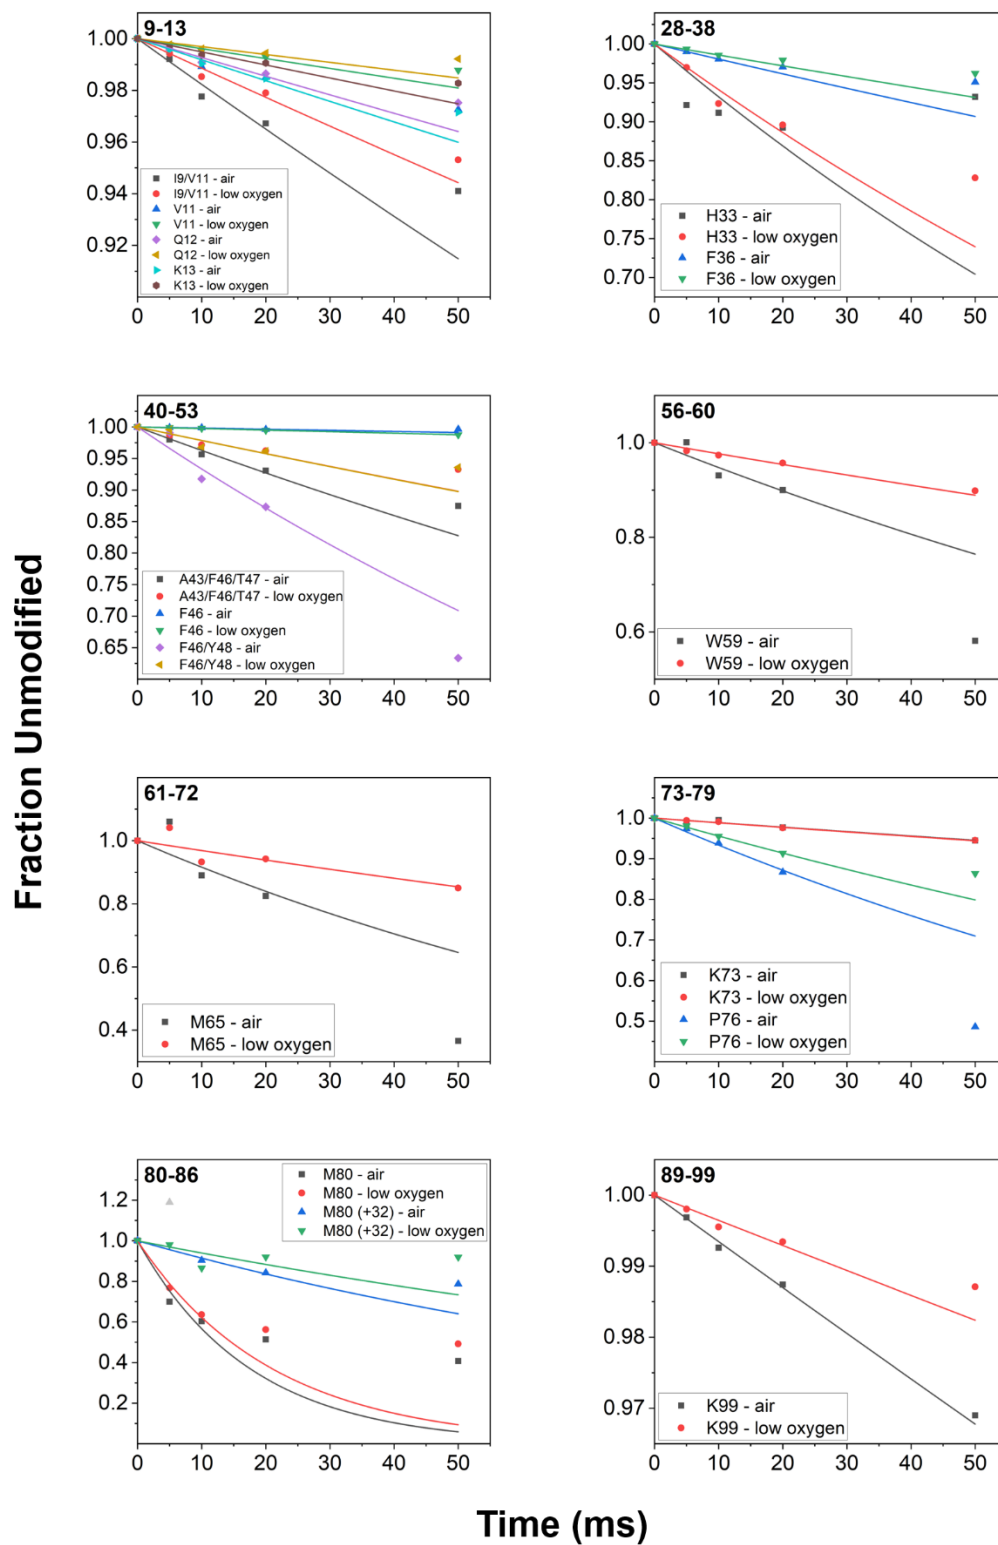 Fraction Unmodified
9-13
1.00
0.98
0.96
0.94
0.92
I9/V11 - air
I9/V11 - low oxygen
V11 - air
V11 - low oxygen
Q12 - air
Q12 - low oxygen
K13 - air
K13 - low oxygen
0 10 20 30 40 50
28-38
1.00
0.95
0.90
0.85
0.80
0.75
0.70
H33 - air
H33 - low oxygen
F36 - air
F36 - low oxygen
0 10 20 30 40 50
40-53
1.00
0.95
0.90
0.85
0.80
0.75
0.70
0.65
A43/F46/T47 - air
A43/F46/T47 - low oxygen
F46 - air
F46 - low oxygen
F46/Y48 - air
F46/Y48 - low oxygen
0 10 20 30 40 50
56-60
1.0
0.8
0.6
W59 - air
W59 - low oxygen
0 10 20 30 40 50
61-72
1.0
0.8
0.6
0.4
M65 - air
M65 - low oxygen
0 10 20 30 40 50
73-79
1.0
0.9
0.8
0.7
0.6
0.5
K73 - air
K73 - low oxygen
P76 - air
P76 - low oxygen
0 10 20 30 40 50
80-86
1.2
1.0
0.8
0.6
0.4
0.2
M80 - air
M80 - low oxygen
M80 (+32) - air
M80 (+32) - low oxygen
0 10 20 30 40 50
89-99
1.00
0.99
0.98
0.97
K99 - air
K99 - low oxygen
0 10 20 30 40 50
Time (ms)